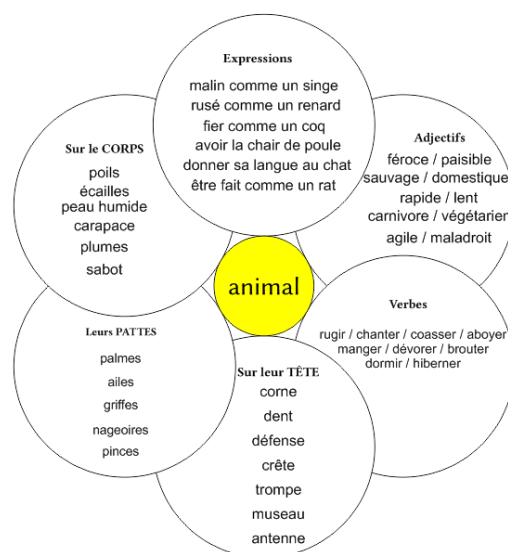 Expressions
malin comme un singe
rusé comme un renard
fier comme un coq
avoir la chair de poule
donner sa langue au chat
être fait comme un rat
Sur le CORPS
poils
écailles
peau humide
carapace
plumes
sabot
Adjectifs
féroce / paisible
sauvage / domestique
rapide / lent
carnivore / végétarien
agile / maladroit
animal
Leurs PATTES
palmes
ailes
griffes
nageoires
pinces
Verbes
rugir / chanter / coasser / aboyer
manger / dévorer / brouter
dormir / hiberner
Sur leur TÊTE
corne
dent
défense
crête
trompe
museau
antenne